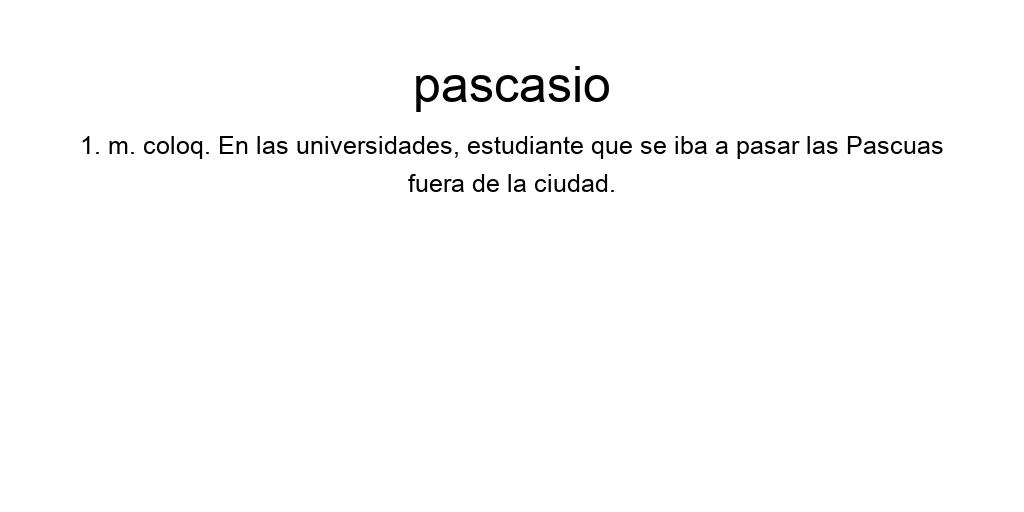 pascasio
1. m. coloq. En las universidades, estudiante que se iba a pasar las Pascuas
fuera de la ciudad.